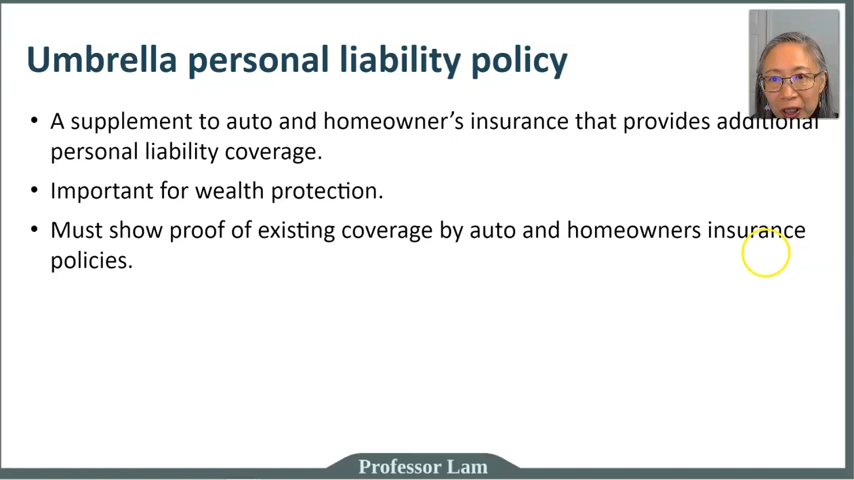 Umbrella personal liability policy
• A supplement to auto and homeowner’s insurance that provides additional
personal liability coverage.
• Important for wealth protection.
• Must show proof of existing coverage by auto and homeowners insurance
policies.
Professor Lam